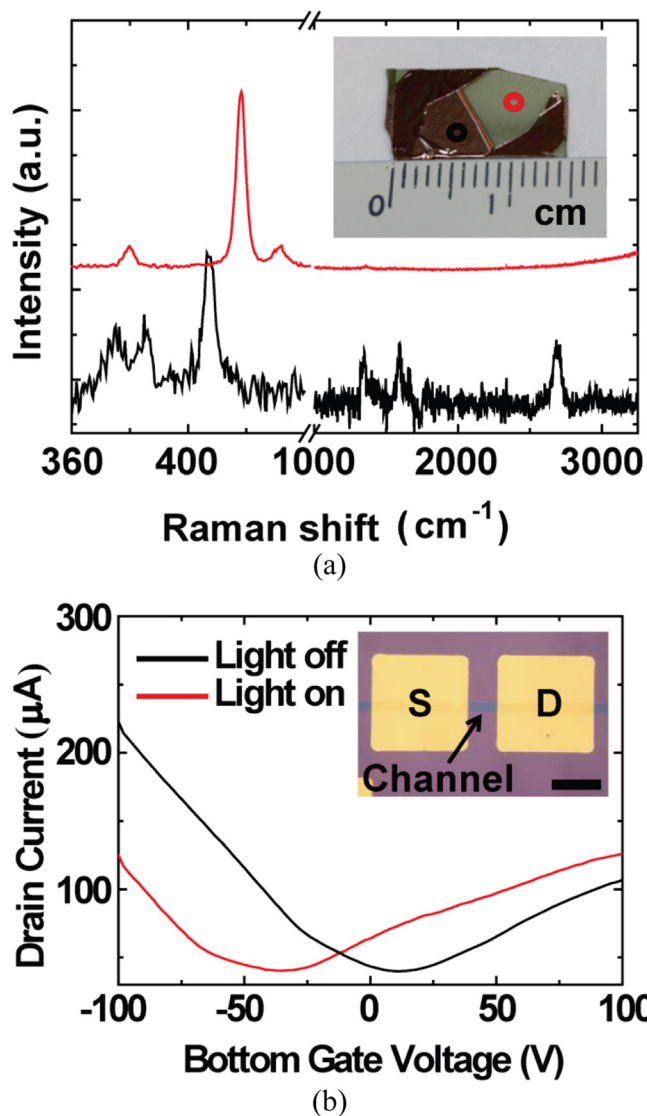 Intensity (a.u.)
0 1
cm
360 400 1000 2000 3000
Raman shift (cm⁻¹)
(a)
Drain Current (μA)
300
200
100
Light off
Light on
S D
Channel
-100 -50 0 50 100
Bottom Gate Voltage (V)
(b)